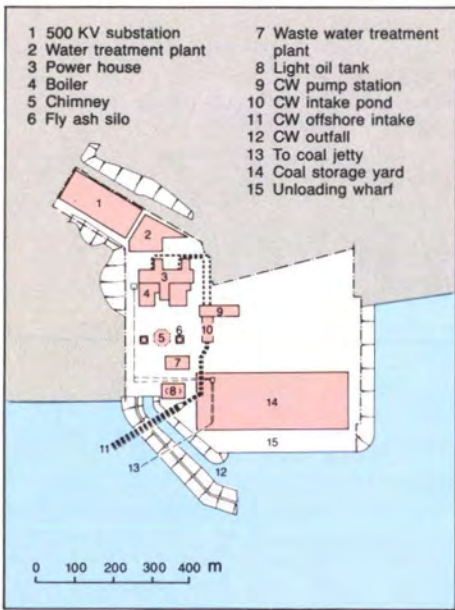 1 500 KV substation
2 Water treatment plant
3 Power house
4 Boiler
5 Chimney
6 Fly ash silo
7 Waste water treatment
plant
8 Light oil tank
9 CW pump station
10 CW intake pond
11 CW offshore intake
12 CW outfall
13 To coal jetty
14 Coal storage yard
15 Unloading wharf
1
2
3
4
9
10
5
6
7
8
14
11
13
12
15
0 100 200 300 400 m